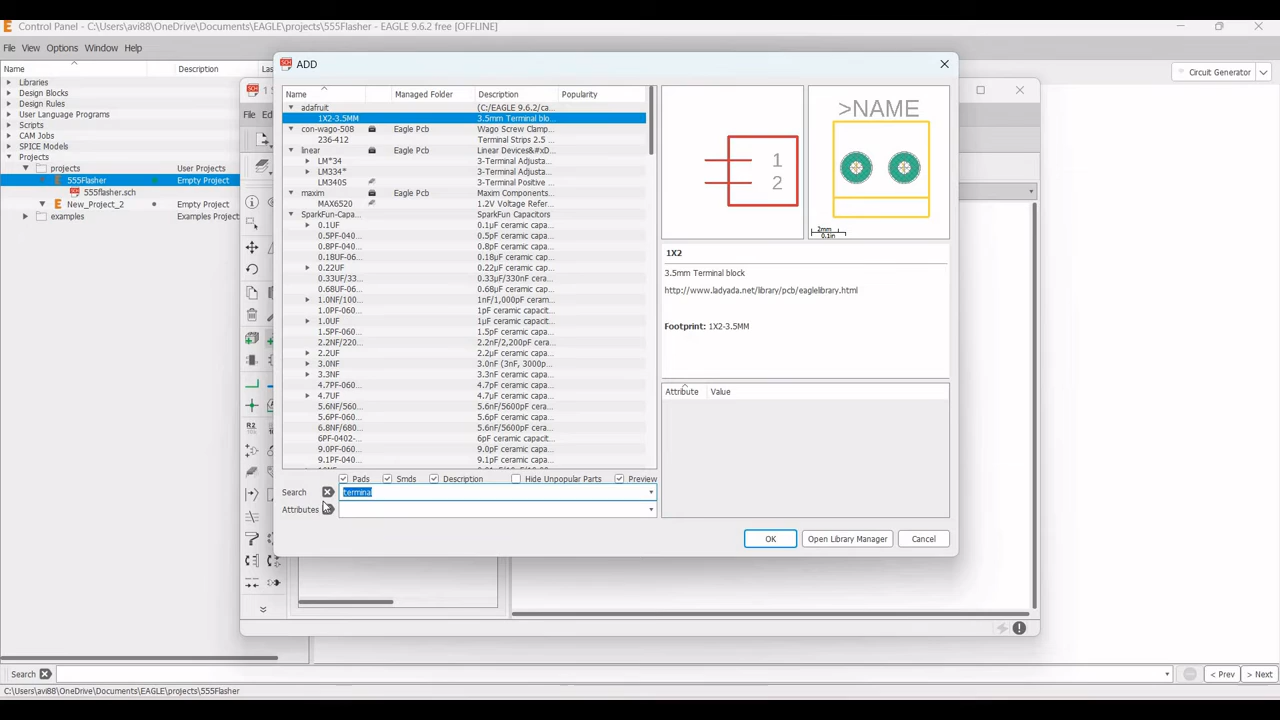 Control Panel - C:\Users\avi88\OneDrive\Documents\EAGLE\projects\555Flasher - EAGLE 9.6.2 free [OFFLINE]
File View Options Window Help
Name Description Las
Libraries
Design Blocks
Design Rules
User Language Programs
Scripts
CAM Jobs
SPICE Models
Projects
projects User Projects
555Flasher Empty Project
555flasher.sch
New_Project_2 Empty Project
examples Examples Project
Circuit Generator
1 S
File Ed
ADD
Name Managed Folder Description Popularity
adafruit (C:/EAGLE 9.6.2/ca...
1X2-3.5MM 3.5mm Terminal blo...
con-wago-508 Eagle Pcb Wago Screw Clamp...
236-412 Terminal Strips 2.5 ...
linear Eagle Pcb Linear Devices&#xD...
LM*34 3-Terminal Adjusta...
LM334* 3-Terminal Adjusta...
LM340S 3-Terminal Positive ...
maxim Eagle Pcb Maxim Components...
MAX6520 1.2V Voltage Refer...
SparkFun-Capa... SparkFun Capacitors
0.1UF 0.1µF ceramic capa...
0.5PF-040... 0.5pF ceramic capa...
0.8PF-040... 0.8pF ceramic capa...
0.18UF-06... 0.18µF ceramic cap...
0.22UF 0.22µF ceramic cap...
0.33UF/33... 0.33µF/330nF ceram...
0.68UF-06... 0.68µF ceramic cap...
1.0NF/100... 1nF/1,000pF ceram...
1.0PF-060... 1pF ceramic capacit...
1.0UF 1µF ceramic capacit...
1.5PF-060... 1.5pF ceramic capa...
2.2NF/220... 2.2nF/2,200pF cera...
2.2UF 2.2µF ceramic capa...
3.0NF 3.0nF (3nF, 3000p...
3.3NF 3.3nF ceramic capa...
4.7PF-060... 4.7pF ceramic capa...
4.7UF 4.7µF ceramic capa...
5.6NF/560... 5.6nF/5600pF cera...
5.6PF-060... 5.6pF ceramic capa...
6.8NF/680... 6.8nF/5600pF cera...
6PF-0402-... 6pF ceramic capacit...
9.0PF-060... 9.0pF ceramic capa...
9.1PF-040... 9.1pF ceramic capa...
Pads Smds Description Hide Unpopular Parts Preview
Search terminal
Attributes
1
2
>NAME
2mm
0.1in
1X2
3.5mm Terminal block
http://www.ladyada.net/library/pcb/eaglelibrary.html
Footprint: 1X2-3.5MM
Attribute Value
OK Open Library Manager Cancel
R2
Search < Prev > Next
C:\Users\avi88\OneDrive\Documents\EAGLE\projects\555Flasher